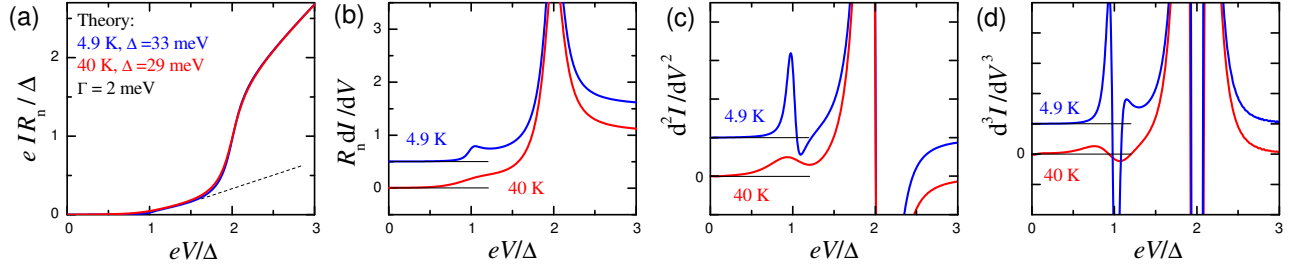 (a)
Theory:
4.9 K, Δ=33 meV
40 K, Δ=29 meV
Γ = 2 meV
e I Rₙ / Δ
2
1
0
0 1 2 3
eV/Δ
(b)
Rₙ dI/dV
3
2
1
0
4.9 K
40 K
0 1 2 3
eV/Δ
(c)
d²I/dV²
0
4.9 K
40 K
0 1 2 3
eV/Δ
(d)
d³I/dV³
0
4.9 K
40 K
0 1 2 3
eV/Δ